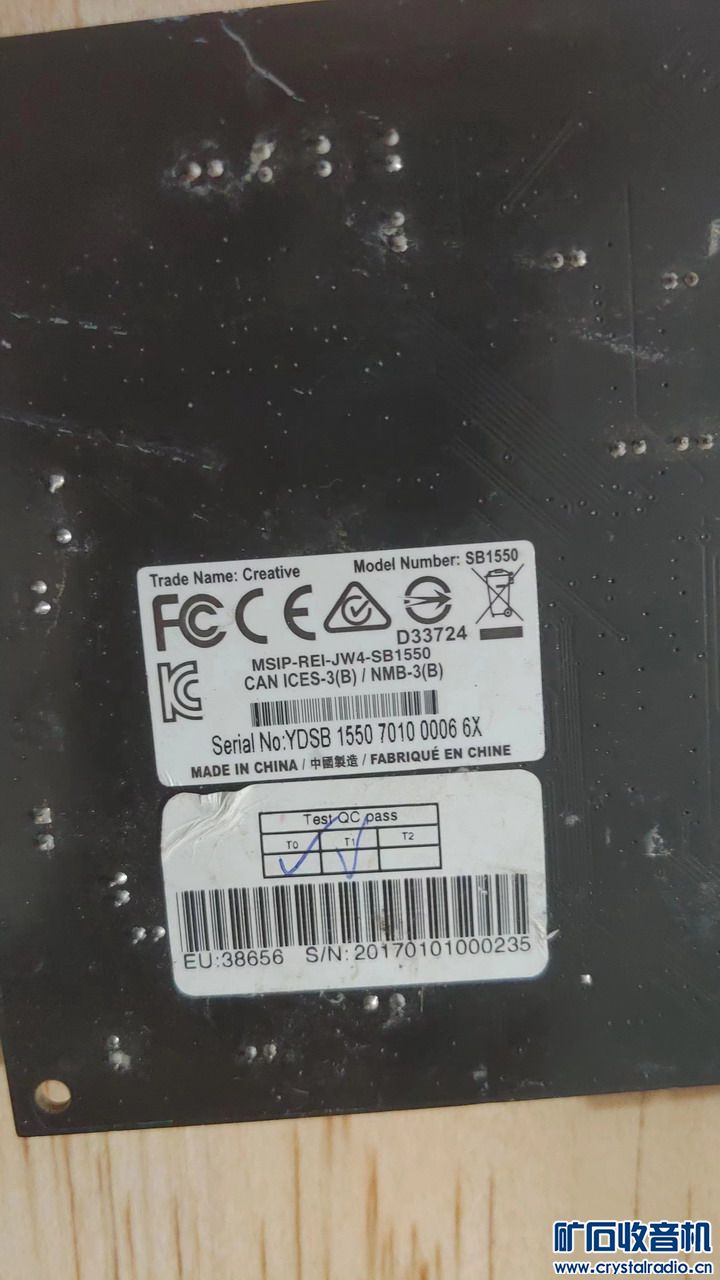 Trade Name: Creative Model Number: SB1550
FC CE
D33724
MSIP-REI-JW4-SB1550
CAN ICES-3(B) / NMB-3(B)
Serial No:YDSB 1550 7010 0006 6X
MADE IN CHINA / 中國製造 / FABRIQUÉ EN CHINE
Test QC pass
T0 T1 T2
EU:38656 S/N: 20170101000235
矿石收音机
www.crystalradio.cn